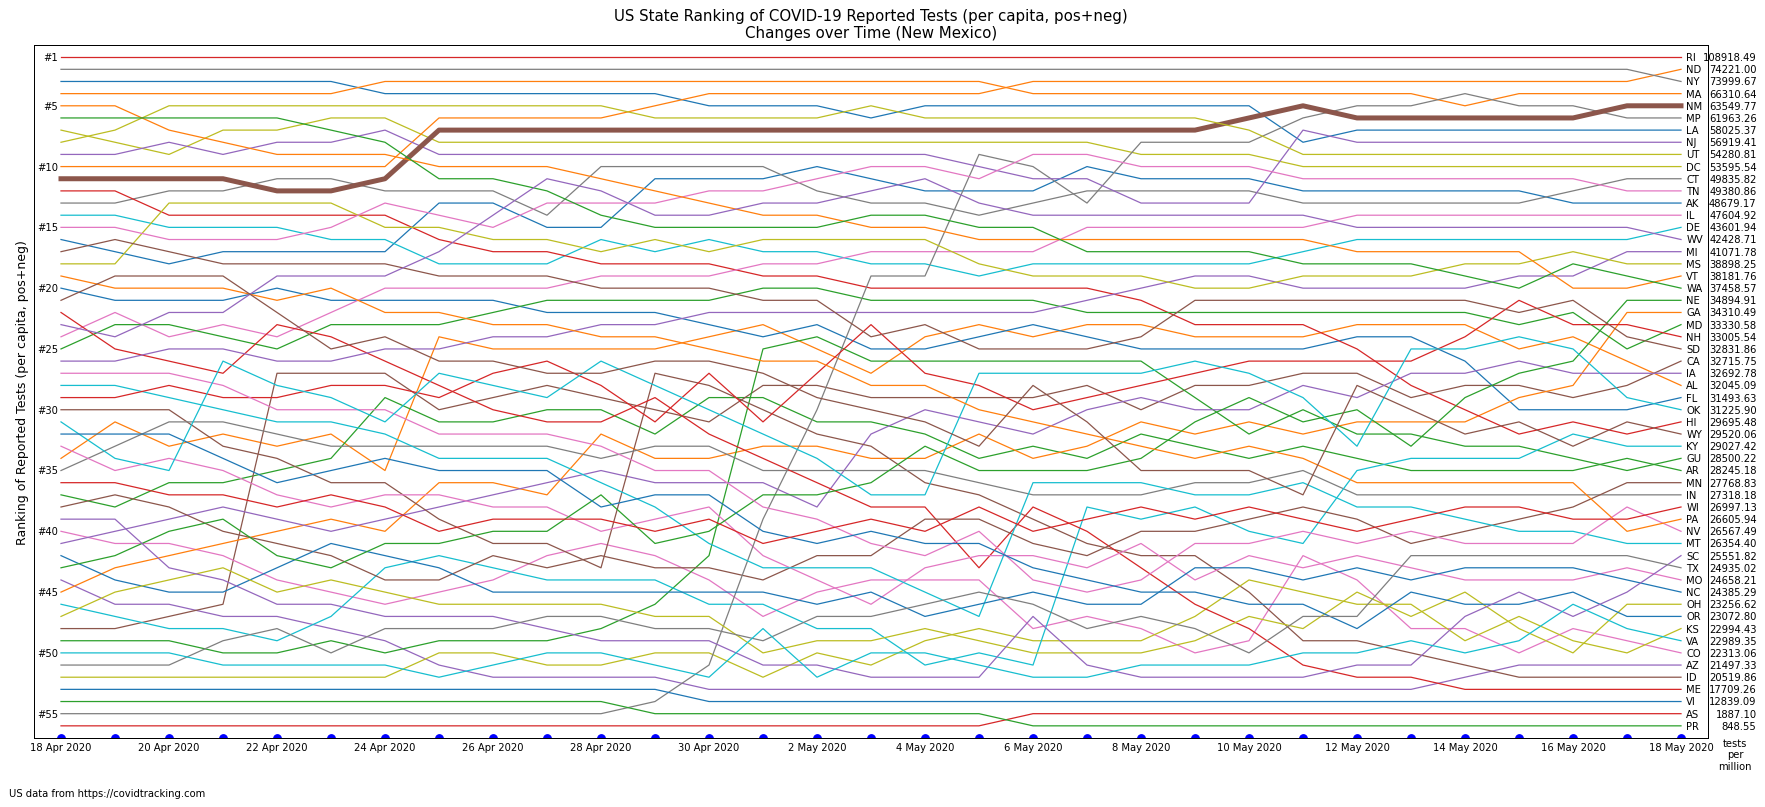 US State Ranking of COVID-19 Reported Tests (per capita, pos+neg)
Changes over Time (New Mexico)
Ranking of Reported Tests (per capita, pos+neg)
#1
#5
#10
#15
#20
#25
#30
#35
#40
#45
#50
#55
RI 108918.49
ND 74221.00
NY 73999.67
MA 66310.64
NM 63549.77
MP 61963.26
LA 58025.37
NJ 56919.41
UT 54280.81
DC 53595.54
CT 49835.82
TN 49380.86
AK 48679.17
IL 47604.92
DE 43601.94
WV 42428.71
MI 41071.78
MS 38898.25
VT 38181.76
WA 37458.57
NE 34894.91
GA 34310.49
MD 33330.58
NH 33005.54
SD 32831.86
CA 32715.75
IA 32692.78
AL 32045.09
FL 31493.63
OK 31225.90
HI 29695.48
WY 29520.06
KY 29027.42
GU 28500.22
AR 28245.18
MN 27768.83
IN 27318.18
WI 26997.13
PA 26605.94
NV 26567.49
MT 26354.40
SC 25551.82
TX 24935.02
MO 24658.21
NC 24385.29
OH 23256.62
OR 23072.80
KS 22994.43
VA 22989.35
CO 22313.06
AZ 21497.33
ID 20519.86
ME 17709.26
VI 12839.09
AS 1887.10
PR 848.55
18 Apr 2020
20 Apr 2020
22 Apr 2020
24 Apr 2020
26 Apr 2020
28 Apr 2020
30 Apr 2020
2 May 2020
4 May 2020
6 May 2020
8 May 2020
10 May 2020
12 May 2020
14 May 2020
16 May 2020
18 May 2020
tests
per
million
US data from https://covidtracking.com